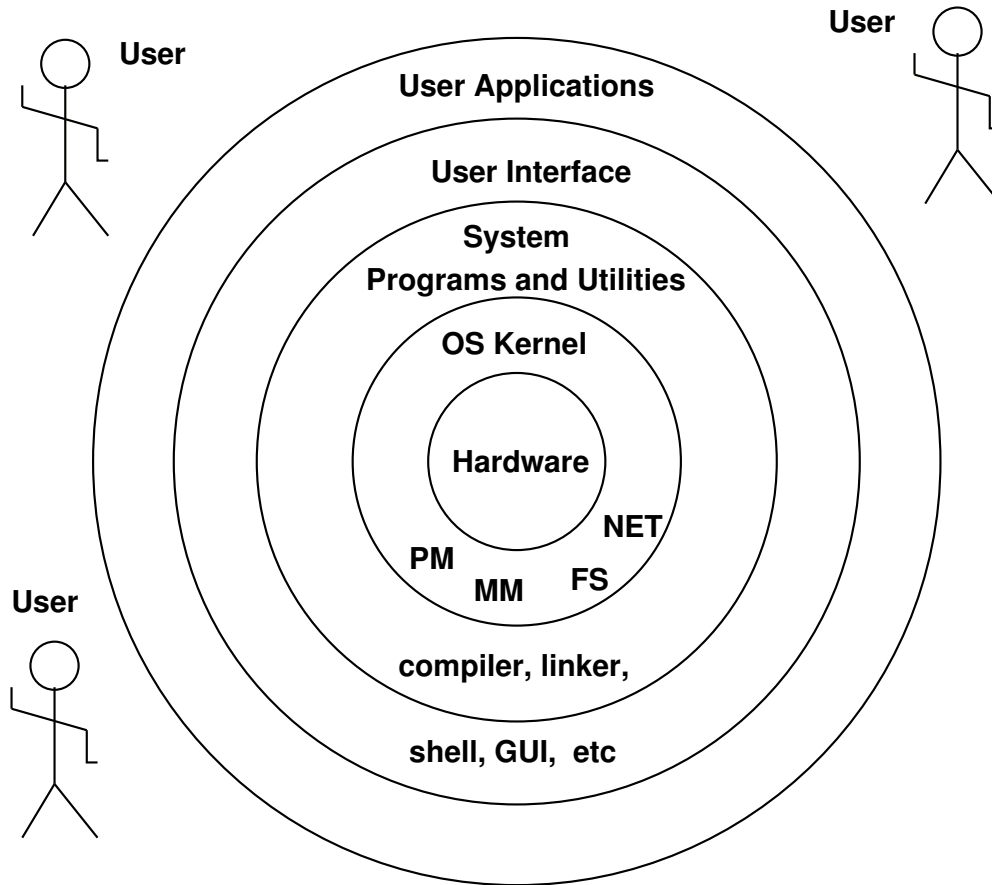 User
User
User Applications
User Interface
System
Programs and Utilities
OS Kernel
Hardware
NET
PM
FS
MM
User
compiler, linker,
shell, GUI, etc